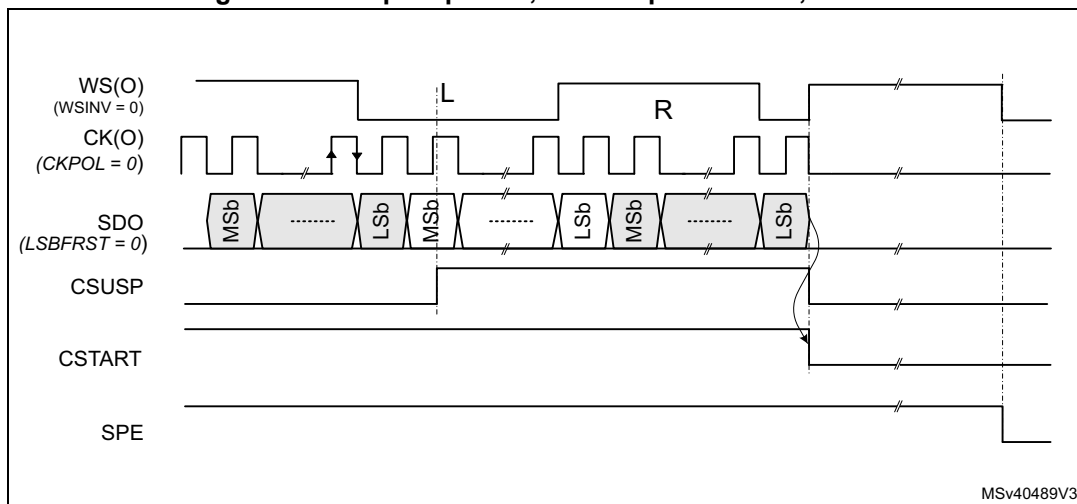 WS(O)
(WSINV = 0)
L
R
CK(O)
(CKPOL = 0)
SDO
(LSBFRST = 0)
MSb
--------
LSb
MSb
--------
LSb
MSb
--------
LSb
CSUSP
CSTART
SPE
MSv40489V3